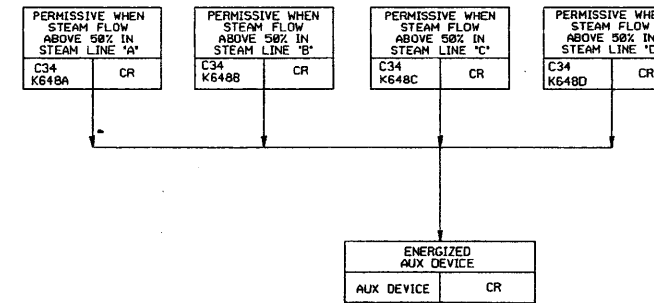 PERMISSIVE WHEN
STEAM FLOW
ABOVE 50% IN
STEAM LINE "A"
C34
K648A
CR
PERMISSIVE WHEN
STEAM FLOW
ABOVE 50% IN
STEAM LINE "B"
C34
K648B
CR
PERMISSIVE WHEN
STEAM FLOW
ABOVE 50% IN
STEAM LINE "C"
C34
K648C
CR
PERMISSIVE
STEAM FLOW
ABOVE 50% IN
STEAM LINE
C34
K648D
CR
ENERGIZED
AUX DEVICE
AUX DEVICE
CR